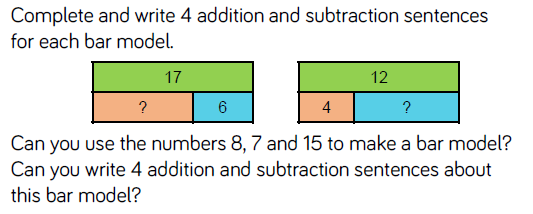 Complete and write 4 addition and subtraction sentences
for each bar model.
17
? 6
12
4 ?
Can you use the numbers 8, 7 and 15 to make a bar model?
Can you write 4 addition and subtraction sentences about
this bar model?